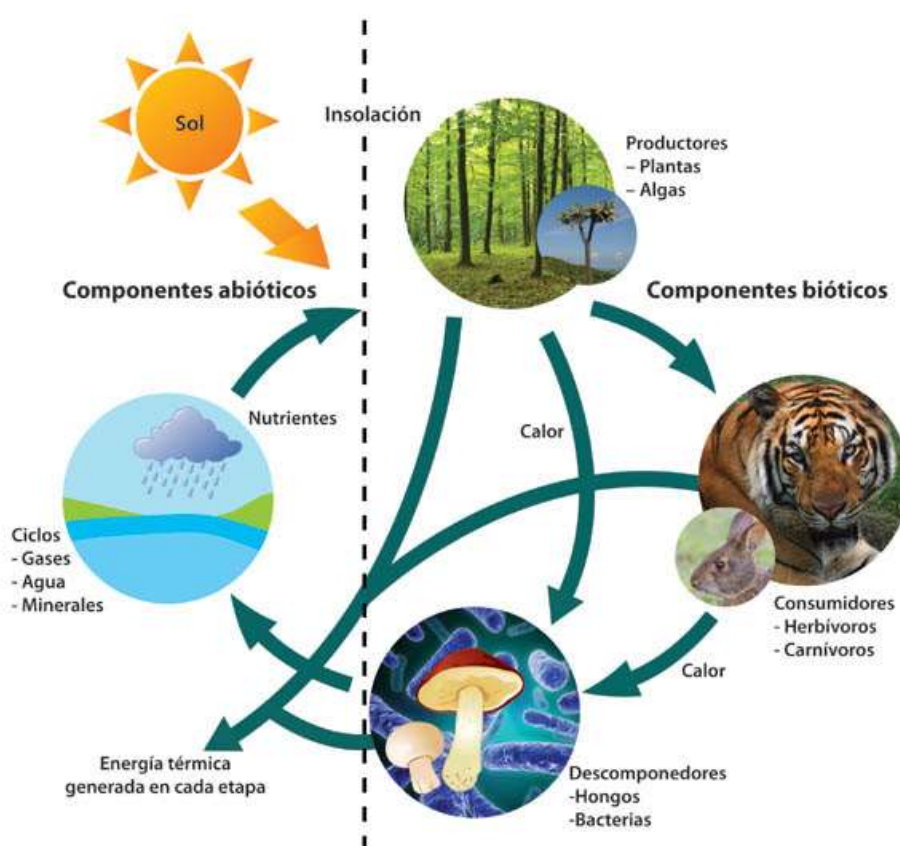 Sol
Insolación
Productores
– Plantas
– Algas
Componentes abióticos
Componentes bióticos
Nutrientes
Calor
Ciclos
- Gases
- Agua
- Minerales
Consumidores
- Herbívoros
- Carnívoros
Calor
Energía térmica
generada en cada etapa
Descomponedores
-Hongos
-Bacterias